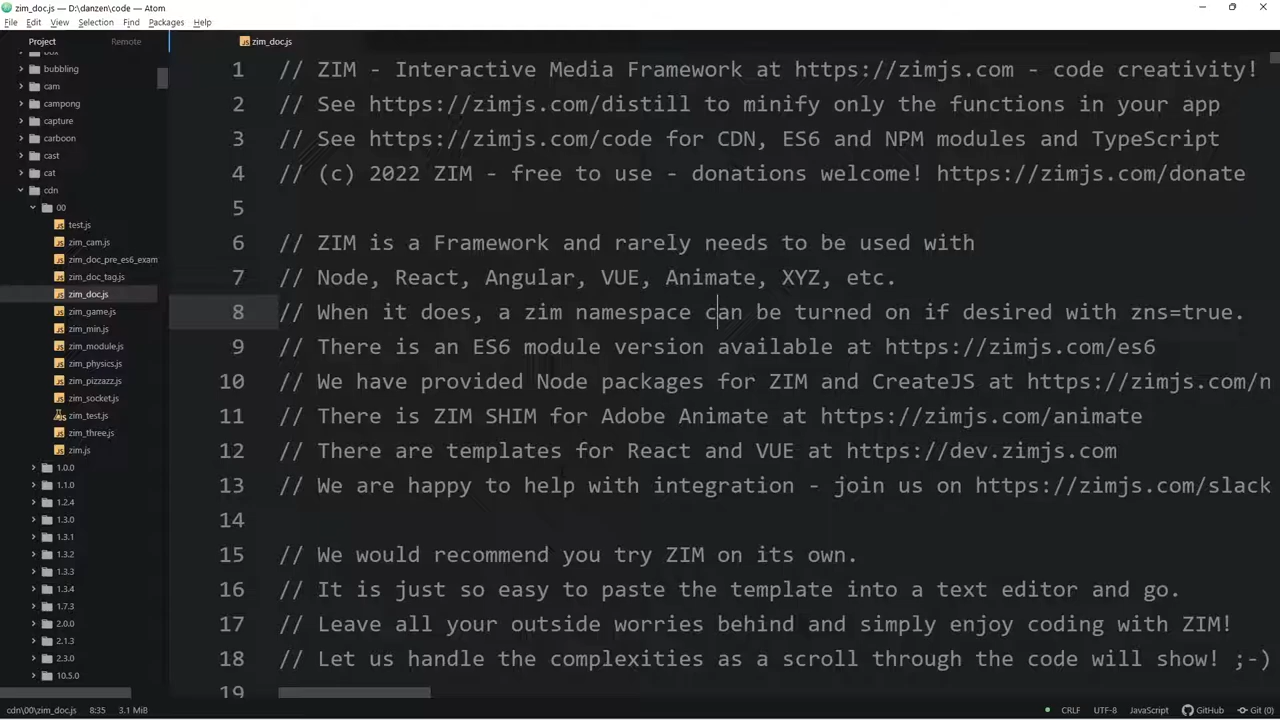 zim_doc.js — D:\danzen\code — Atom
File Edit View Selection Find Packages Help
Project Remote
zim_doc.js
box
bubbling
cam
campong
capture
carboon
cast
cat
cdn
00
test.js
zim_cam.js
zim_doc_pre_es6_exam
zim_doc_tag.js
zim_doc.js
zim_game.js
zim_min.js
zim_module.js
zim_physics.js
zim_pizzazz.js
zim_socket.js
zim_test.js
zim_three.js
zim.js
1.0.0
1.1.0
1.2.4
1.3.0
1.3.1
1.3.2
1.3.3
1.3.4
1.7.3
2.0.0
2.1.3
2.3.0
10.5.0
1 // ZIM - Interactive Media Framework at https://zimjs.com - code creativity!
2 // See https://zimjs.com/distill to minify only the functions in your app
3 // See https://zimjs.com/code for CDN, ES6 and NPM modules and TypeScript
4 // (c) 2022 ZIM - free to use - donations welcome! https://zimjs.com/donate
5
6 // ZIM is a Framework and rarely needs to be used with
7 // Node, React, Angular, VUE, Animate, XYZ, etc.
8 // When it does, a zim namespace can be turned on if desired with zns=true.
9 // There is an ES6 module version available at https://zimjs.com/es6
10 // We have provided Node packages for ZIM and CreateJS at https://zimjs.com/n
11 // There is ZIM SHIM for Adobe Animate at https://zimjs.com/animate
12 // There are templates for React and VUE at https://dev.zimjs.com
13 // We are happy to help with integration - join us on https://zimjs.com/slack
14
15 // We would recommend you try ZIM on its own.
16 // It is just so easy to paste the template into a text editor and go.
17 // Leave all your outside worries behind and simply enjoy coding with ZIM!
18 // Let us handle the complexities as a scroll through the code will show! ;-)
19
cdn\00\zim_doc.js 8:35 3.1 MiB CRLF UTF-8 JavaScript GitHub Git (0)